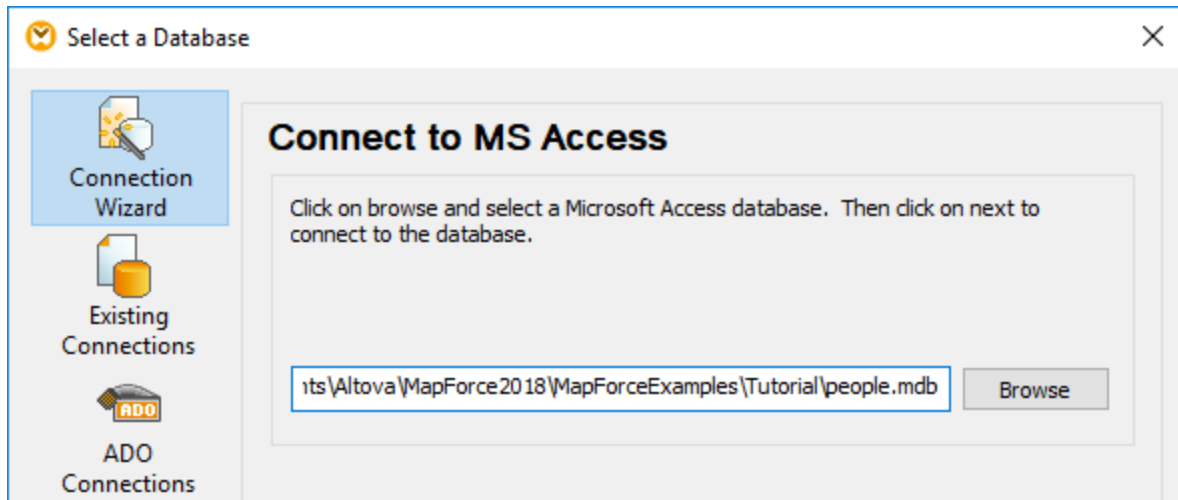 Select a Database
Connection
Wizard
Existing
Connections
ADO
ADO
Connections
Connect to MS Access
Click on browse and select a Microsoft Access database. Then click on next to
connect to the database.
nts\Altova\MapForce2018\MapForceExamples\Tutorial\people.mdb
Browse